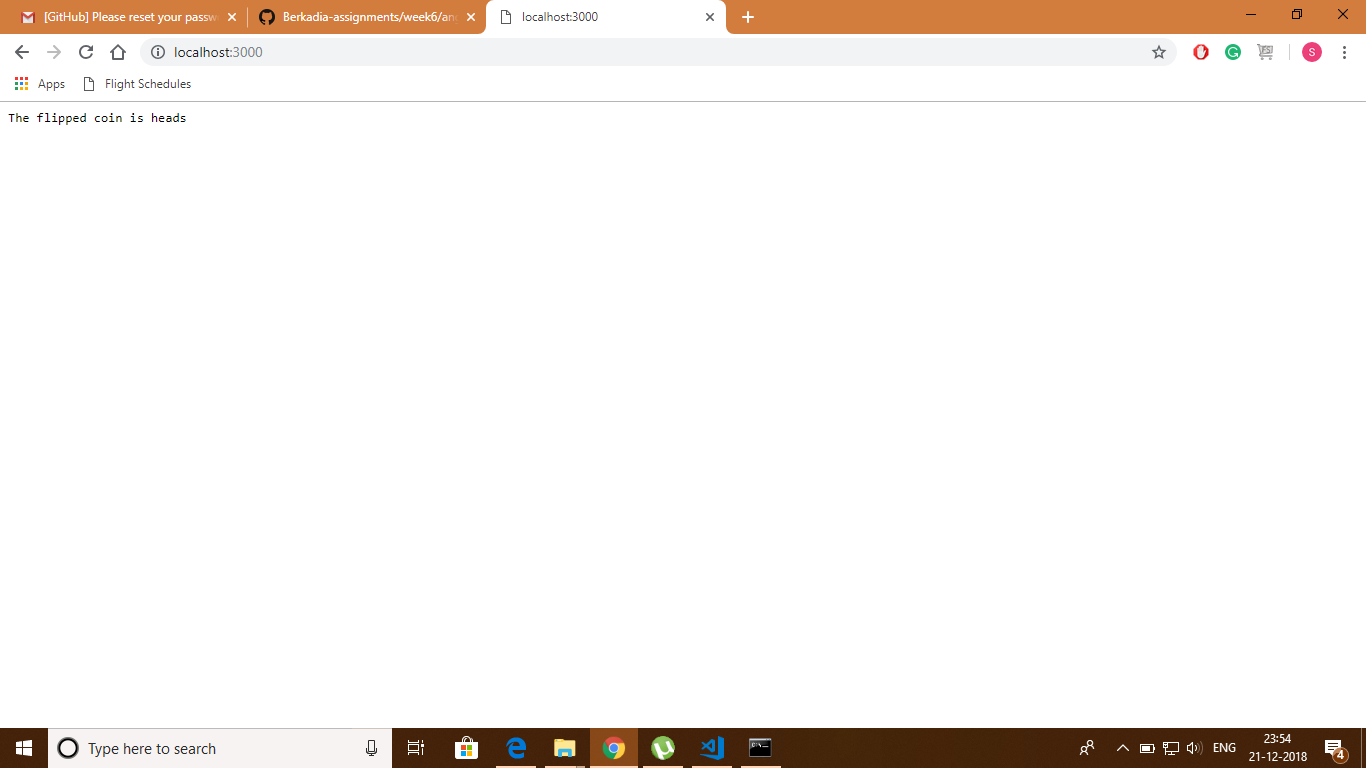 [GitHub] Please reset your passw
Berkadia-assignments/week6/an
localhost:3000
localhost:3000
S
Apps
Flight Schedules
The flipped coin is heads
Type here to search
ENG
23:54
21-12-2018
4